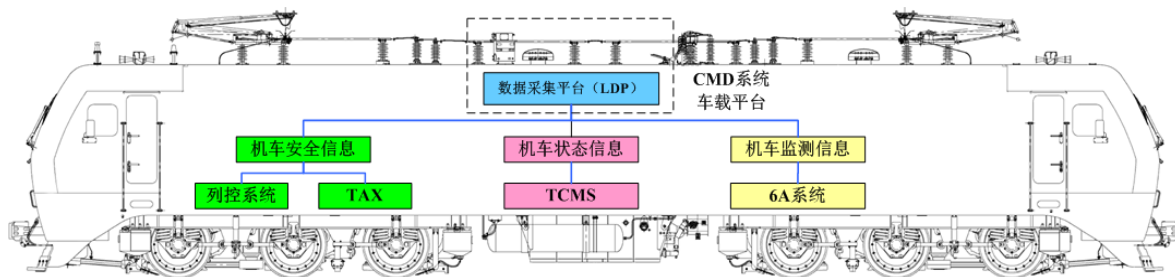 数据采集平台（LDP）
CMD系统
车载平台
机车安全信息
机车状态信息
机车监测信息
列控系统
TAX
TCMS
6A系统